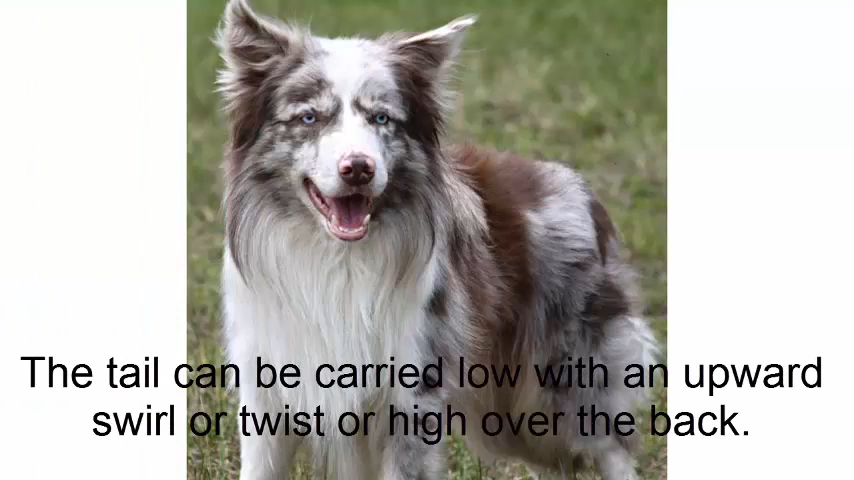 The tail can be carried low with an upward
swirl or twist or high over the back.